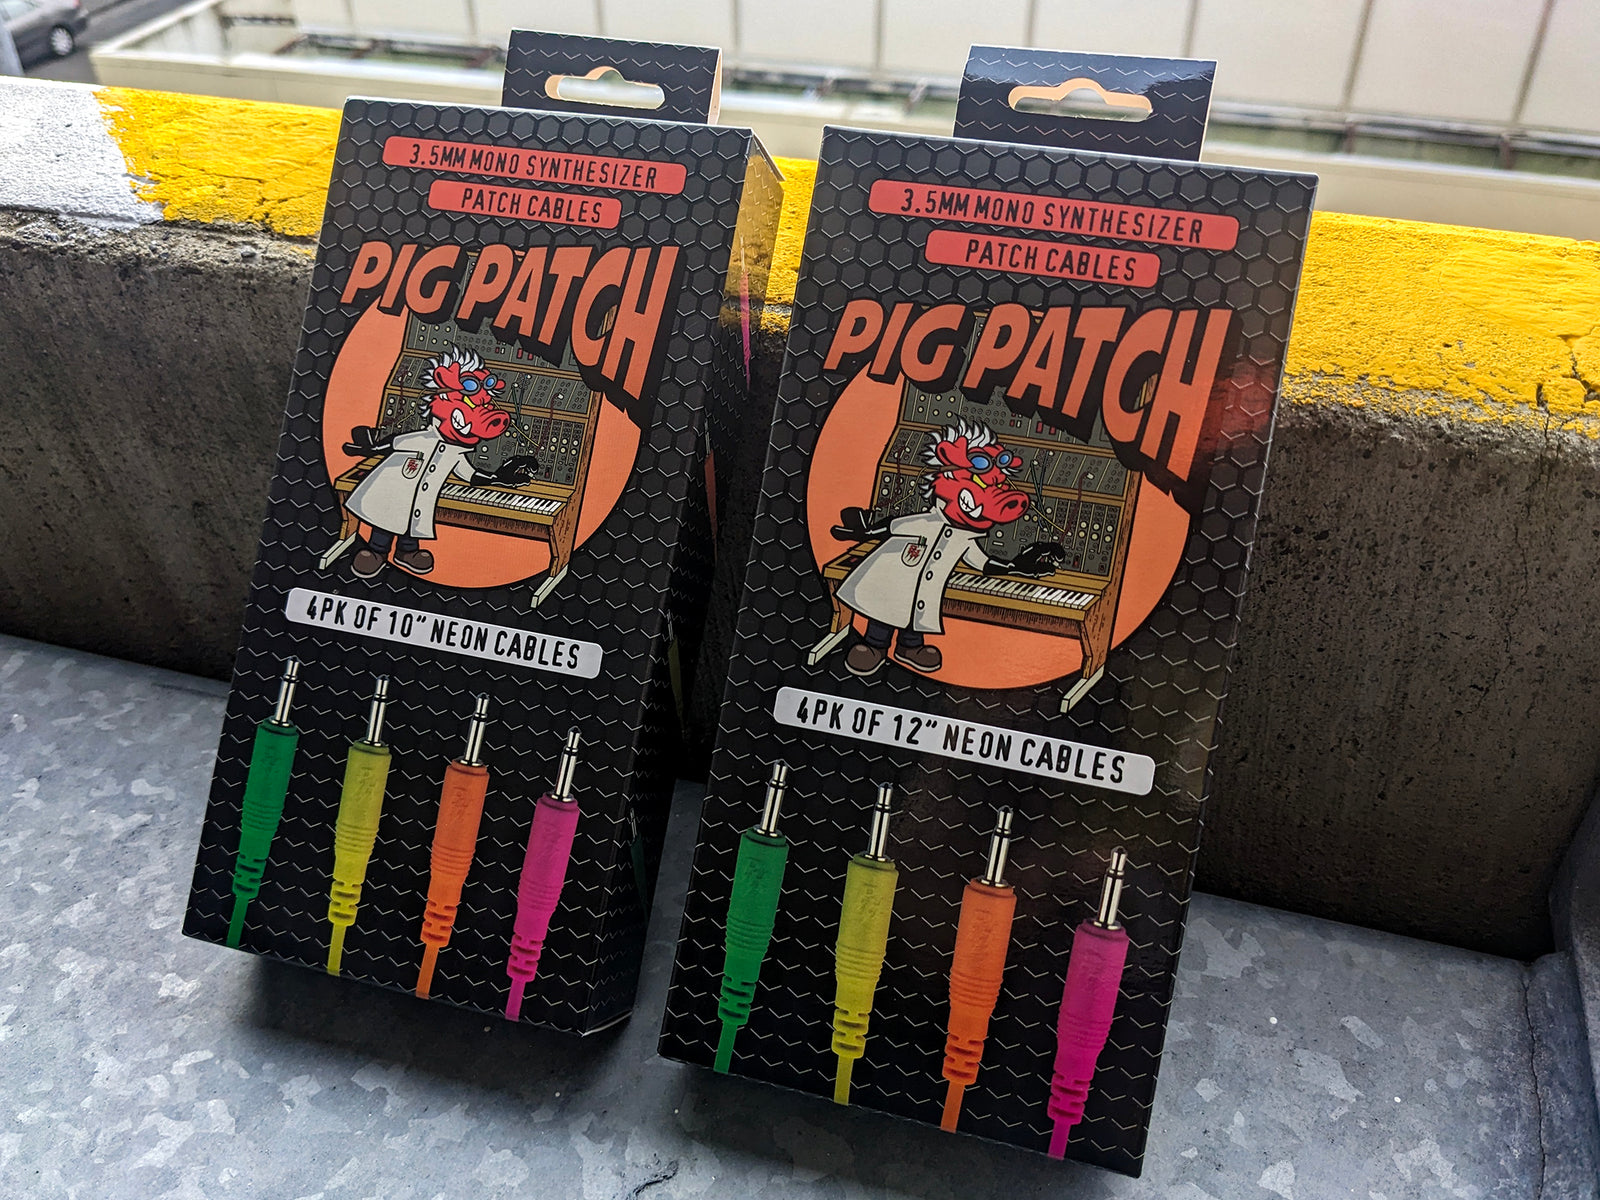 3.5MM MONO SYNTHESIZER
PATCH CABLES
PIG PATCH
4PK OF 10" NEON CABLES
3.5MM MONO SYNTHESIZER
PATCH CABLES
PIG PATCH
4PK OF 12" NEON CABLES